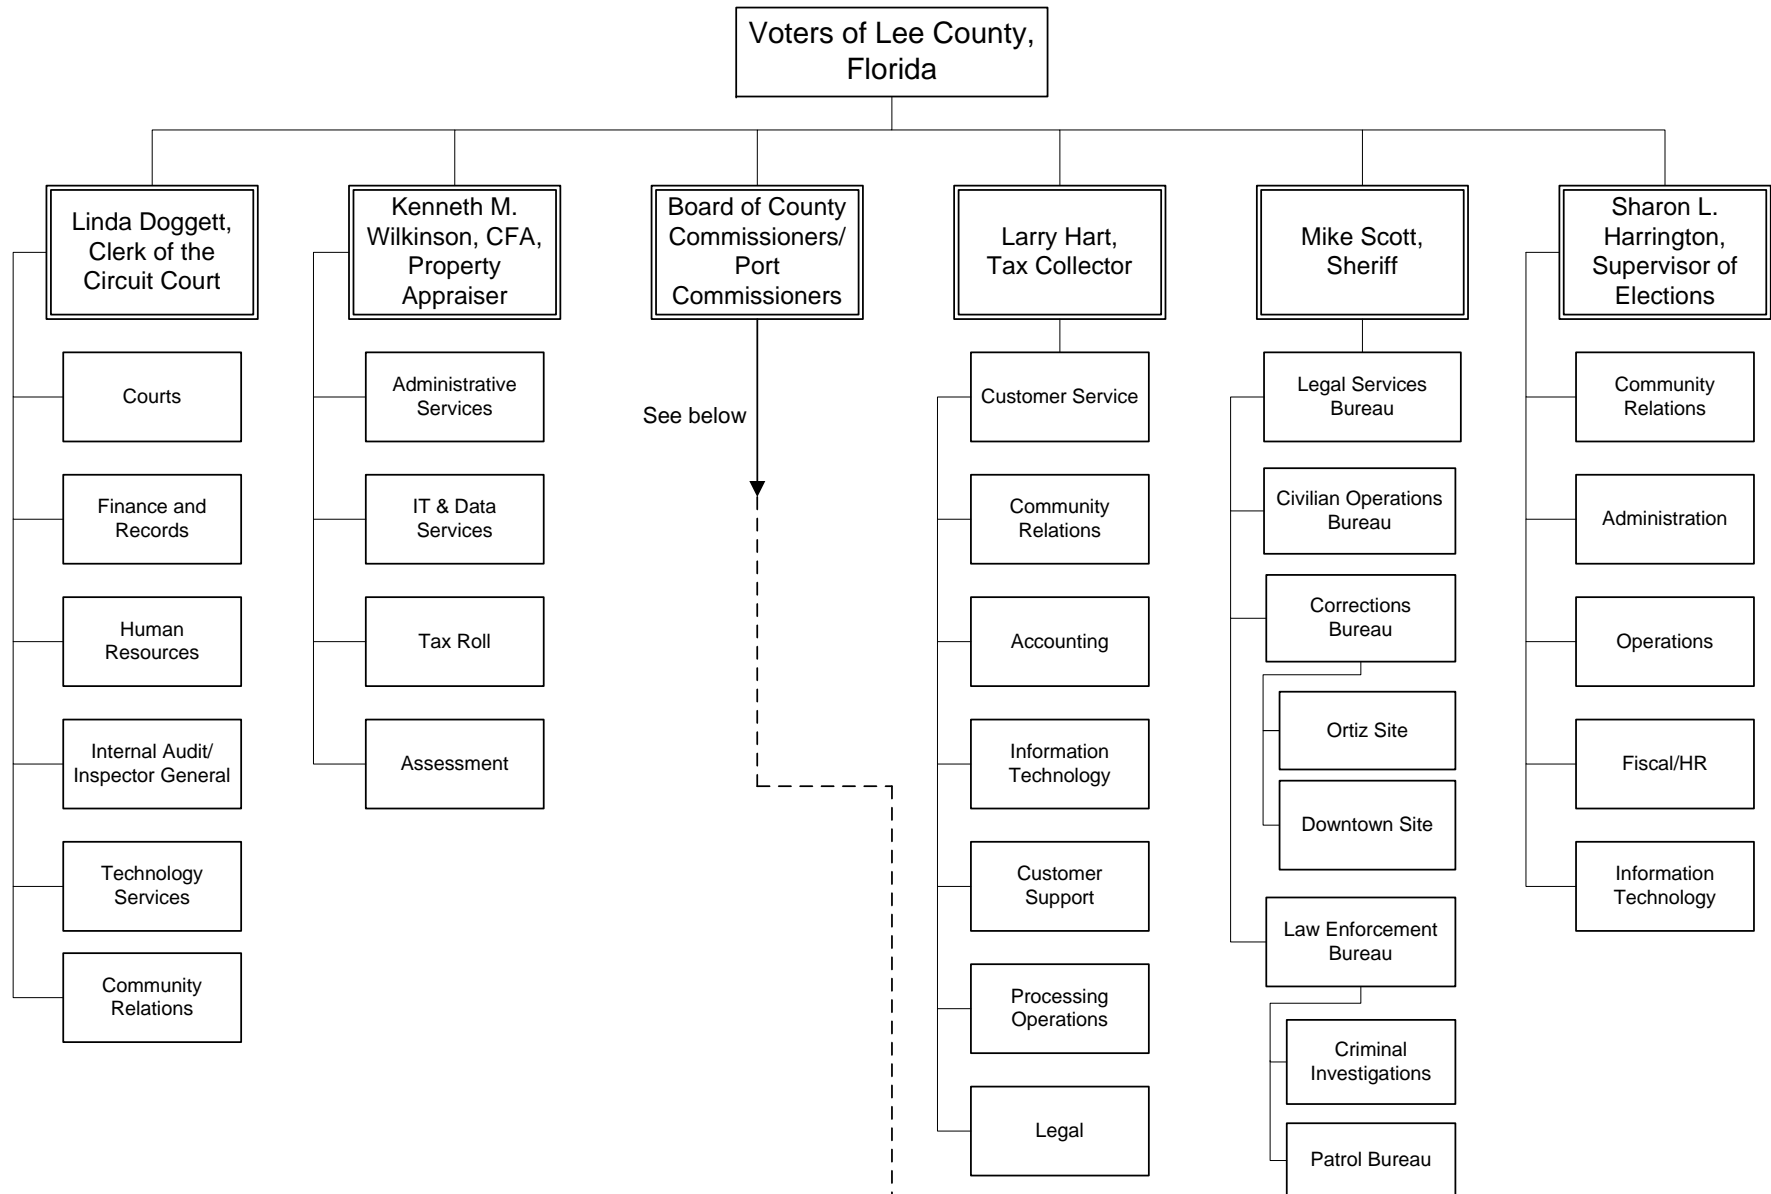 Voters of Lee County,
Florida
Linda Doggett,
Clerk of the
Circuit Court
Kenneth M.
Wilkinson, CFA,
Property
Appraiser
Board of County
Commissioners/
Port
Commissioners
Larry Hart,
Tax Collector
Mike Scott,
Sheriff
Sharon L.
Harrington,
Supervisor of
Elections
Courts
Finance and
Records
Human
Resources
Internal Audit/
Inspector General
Technology
Services
Community
Relations
Administrative
Services
IT & Data
Services
Tax Roll
Assessment
See below
Customer Service
Community
Relations
Accounting
Information
Technology
Customer
Support
Processing
Operations
Legal
Legal Services
Bureau
Civilian Operations
Bureau
Corrections
Bureau
Ortiz Site
Downtown Site
Law Enforcement
Bureau
Criminal
Investigations
Patrol Bureau
Community
Relations
Administration
Operations
Fiscal/HR
Information
Technology